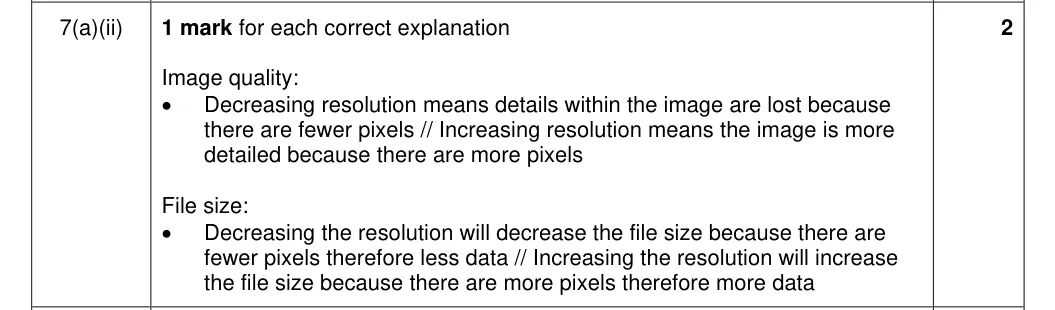 7(a)(ii) 1 mark for each correct explanation 2
Image quality:
• Decreasing resolution means details within the image are lost because
there are fewer pixels // Increasing resolution means the image is more
detailed because there are more pixels
File size:
• Decreasing the resolution will decrease the file size because there are
fewer pixels therefore less data // Increasing the resolution will increase
the file size because there are more pixels therefore more data